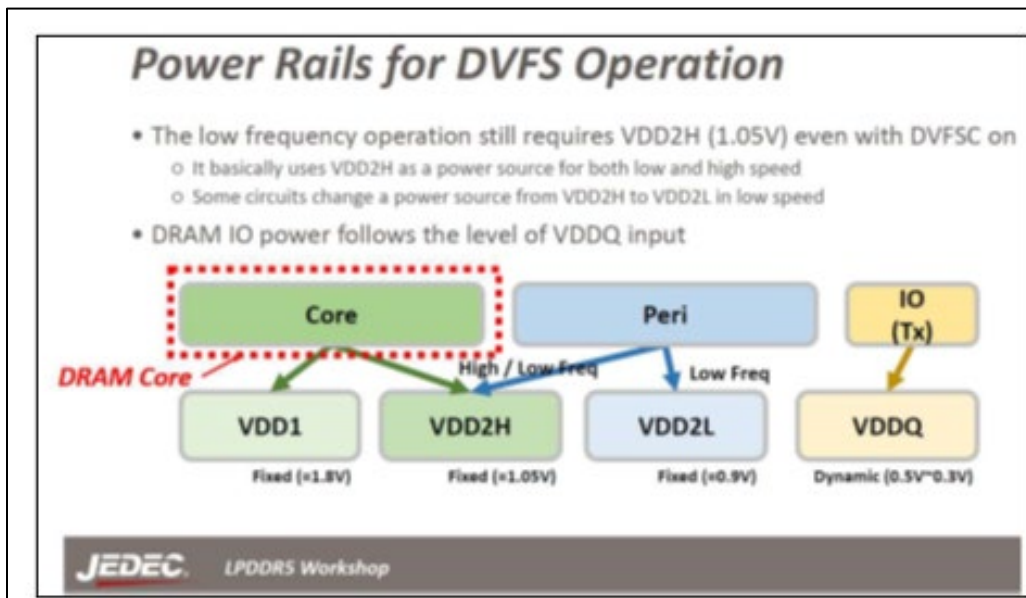 Power Rails for DVFS Operation
• The low frequency operation still requires VDD2H (1.05V) even with DVFSC on
○ It basically uses VDD2H as a power source for both low and high speed
○ Some circuits change a power source from VDD2H to VDD2L in low speed
• DRAM IO power follows the level of VDDQ input
Core
Peri
IO
(Tx)
DRAM Core
High / Low Freq
Low Freq
VDD1
VDD2H
VDD2L
VDDQ
Fixed (=1.8V)
Fixed (=1.05V)
Fixed (=0.9V)
Dynamic (0.5V~0.3V)
JEDEC.
LPDDR5 Workshop